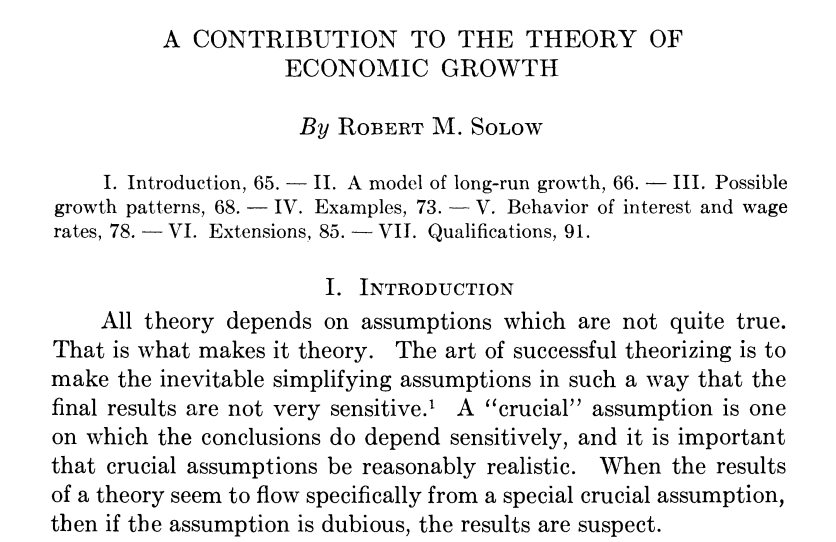 A CONTRIBUTION TO THE THEORY OF
ECONOMIC GROWTH
By ROBERT M. SOLOW
I. Introduction, 65. — II. A model of long-run growth, 66. — III. Possible
growth patterns, 68. — IV. Examples, 73. — V. Behavior of interest and wage
rates, 78. — VI. Extensions, 85. — VII. Qualifications, 91.
I. INTRODUCTION
All theory depends on assumptions which are not quite true.
That is what makes it theory. The art of successful theorizing is to
make the inevitable simplifying assumptions in such a way that the
final results are not very sensitive.¹ A “crucial” assumption is one
on which the conclusions do depend sensitively, and it is important
that crucial assumptions be reasonably realistic. When the results
of a theory seem to flow specifically from a special crucial assumption,
then if the assumption is dubious, the results are suspect.